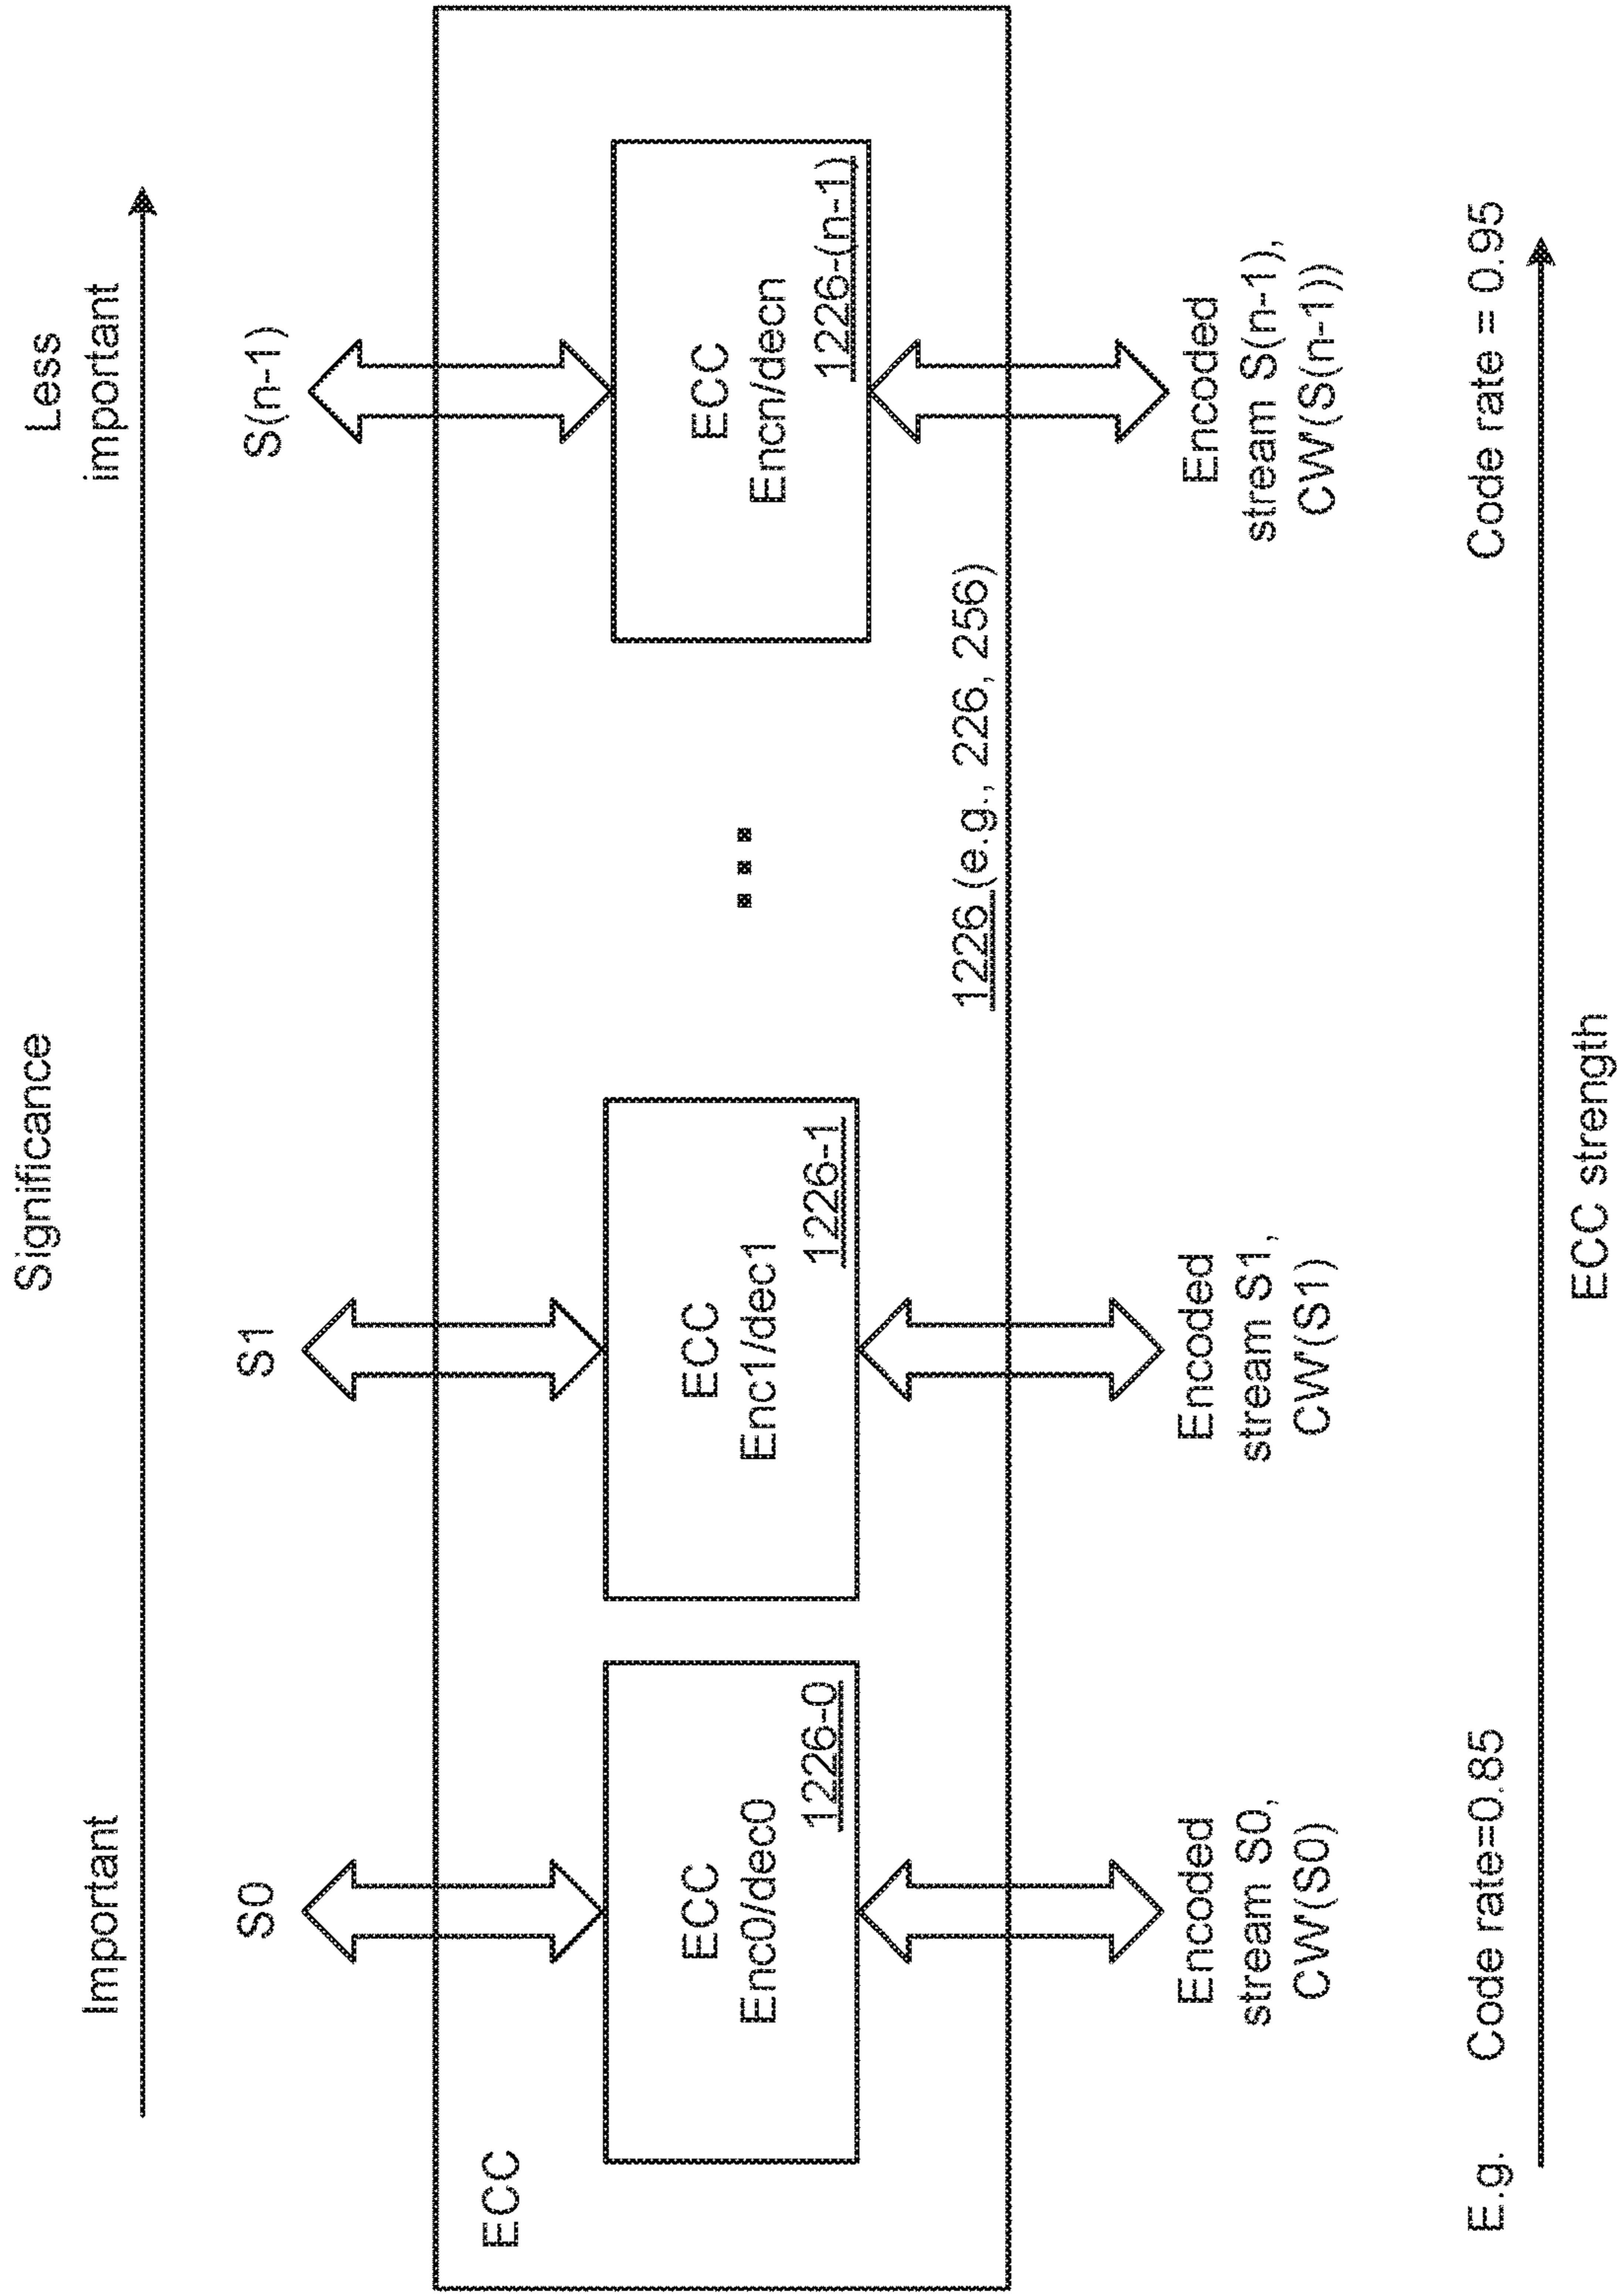 Significance
Important
Less
important
S0
S1
S(n-1)
ECC
ECC
Enc0/dec0
1226-0
ECC
Enc1/dec1
1226-1
...
ECC
Encn/decn
1226-(n-1)
1226 (e.g., 226, 256)
Encoded
stream S0,
CW(S0)
Encoded
stream S1,
CW(S1)
Encoded
stream S(n-1),
CW(S(n-1))
E.g.
Code rate=0.85
Code rate = 0.95
ECC strength